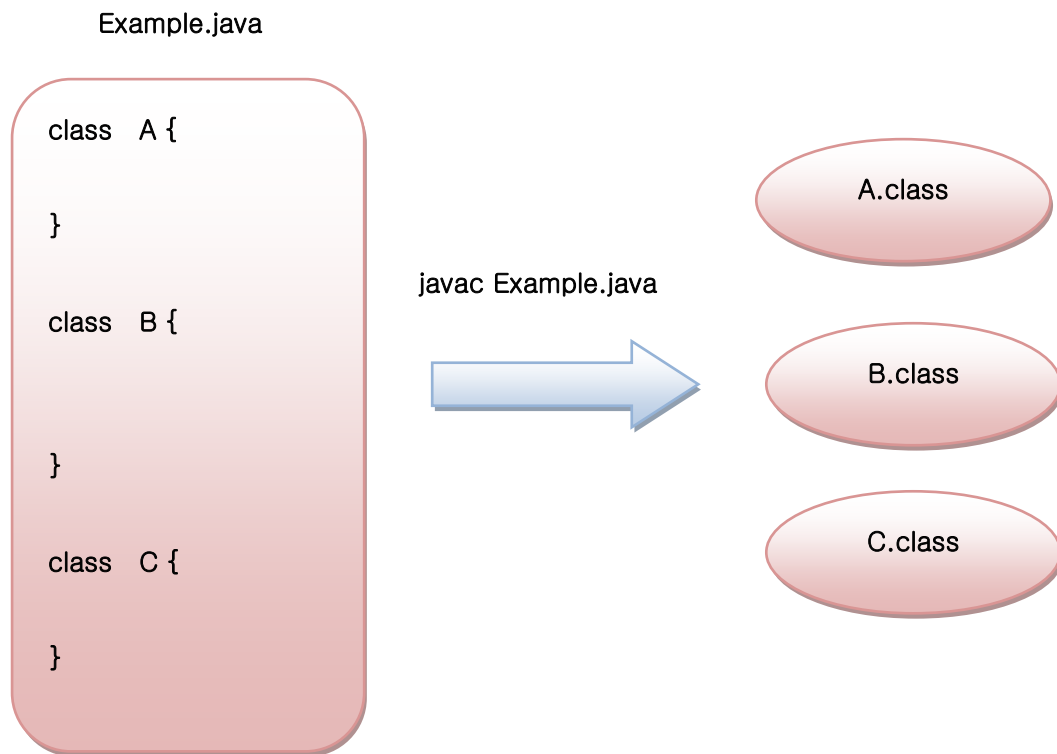 Example.java
class A {
}
class B {
}
class C {
}
javac Example.java
A.class
B.class
C.class